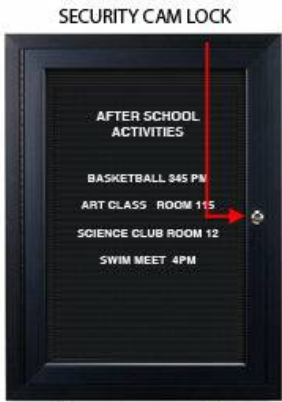 SECURITY CAM LOCK
AFTER SCHOOL
ACTIVITIES
BASKETBALL 345 PM
ART CLASS ROOM 115
SCIENCE CLUB ROOM 12
SWIM MEET 4PM